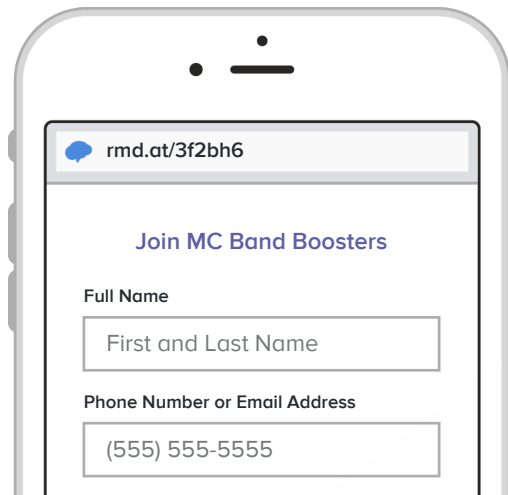 rmd.at/3f2bh6
Join MC Band Boosters
Full Name
First and Last Name
Phone Number or Email Address
(555) 555-5555